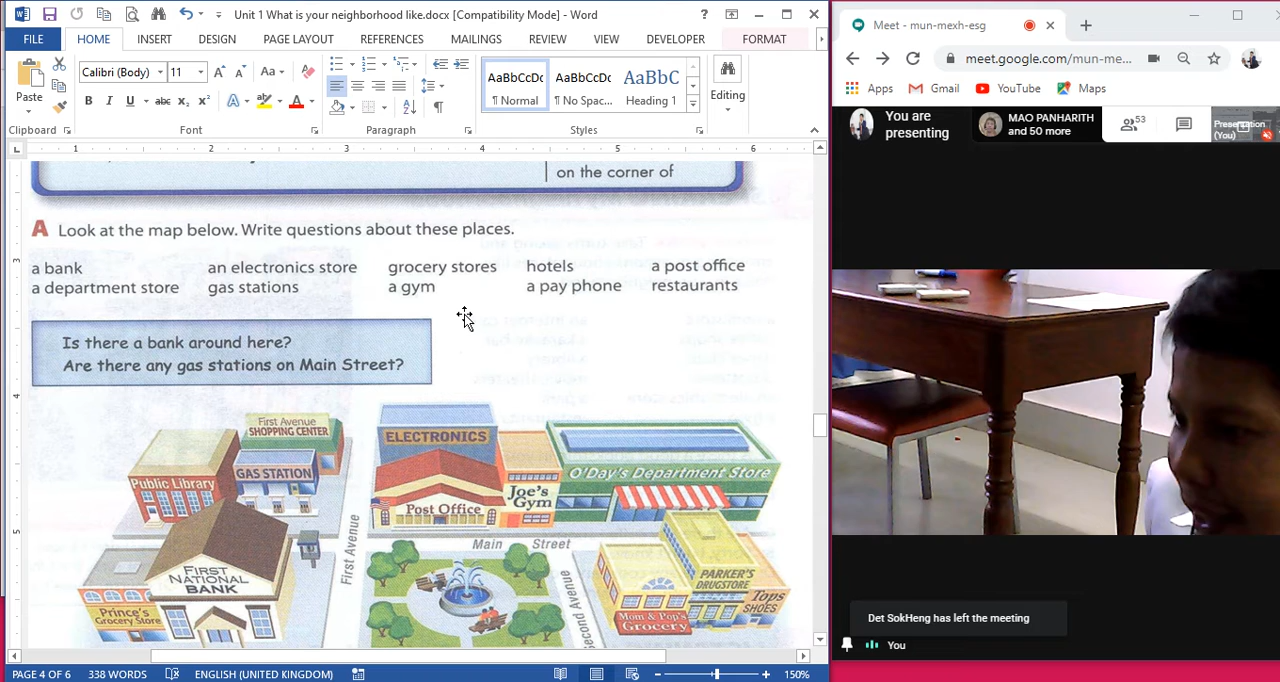 Unit 1 What is your neighborhood like.docx [Compatibility Mode] - Word
FILE
HOME
INSERT
DESIGN
PAGE LAYOUT
REFERENCES
MAILINGS
REVIEW
VIEW
DEVELOPER
FORMAT
Calibri (Body)
11
Paste
AaBbCcDc
AaBbCcDc
AaBbC
¶ Normal
¶ No Spac...
Heading 1
Editing
Clipboard
Font
Paragraph
Styles
1 2 3 4 5 6
on the corner of
A Look at the map below. Write questions about these places.
a bank an electronics store grocery stores hotels a post office
a department store gas stations a gym a pay phone restaurants
Is there a bank around here?
Are there any gas stations on Main Street?
First Avenue
SHOPPING CENTER
GAS STATION
Public Library
FIRST
NATIONAL
BANK
Prince's
Grocery Store
First Avenue
ELECTRONICS
Post Office
Joe's
Gym
O'Day's Department Store
Main Street
Second Avenue
PARKER'S
DRUGSTORE
Tops
SHOES
Mom & Pop's
Grocery
PAGE 4 OF 6
338 WORDS
ENGLISH (UNITED KINGDOM)
150%
Meet - mun-mexh-esg
meet.google.com/mun-me...
Apps
Gmail
YouTube
Maps
You are
presenting
MAO PANHARITH
and 50 more
53
Presentation
(You)
Det SokHeng has left the meeting
You